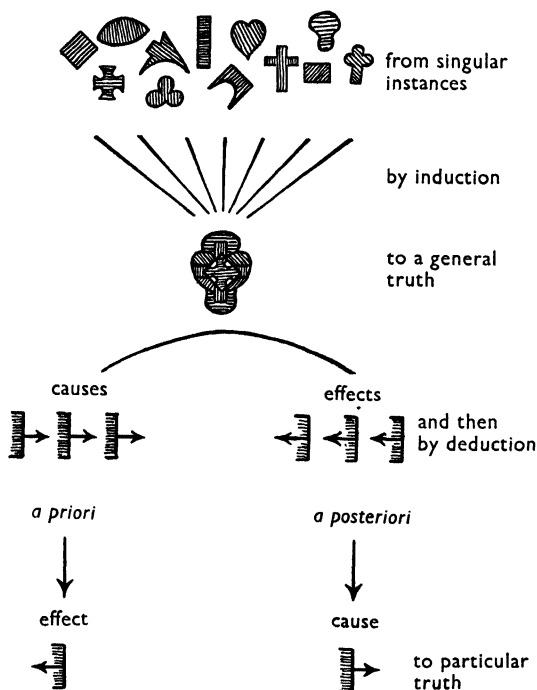 from singular
instances
by induction
to a general
truth
causes
effects
and then
by deduction
a priori
a posteriori
effect
cause
to particular
truth